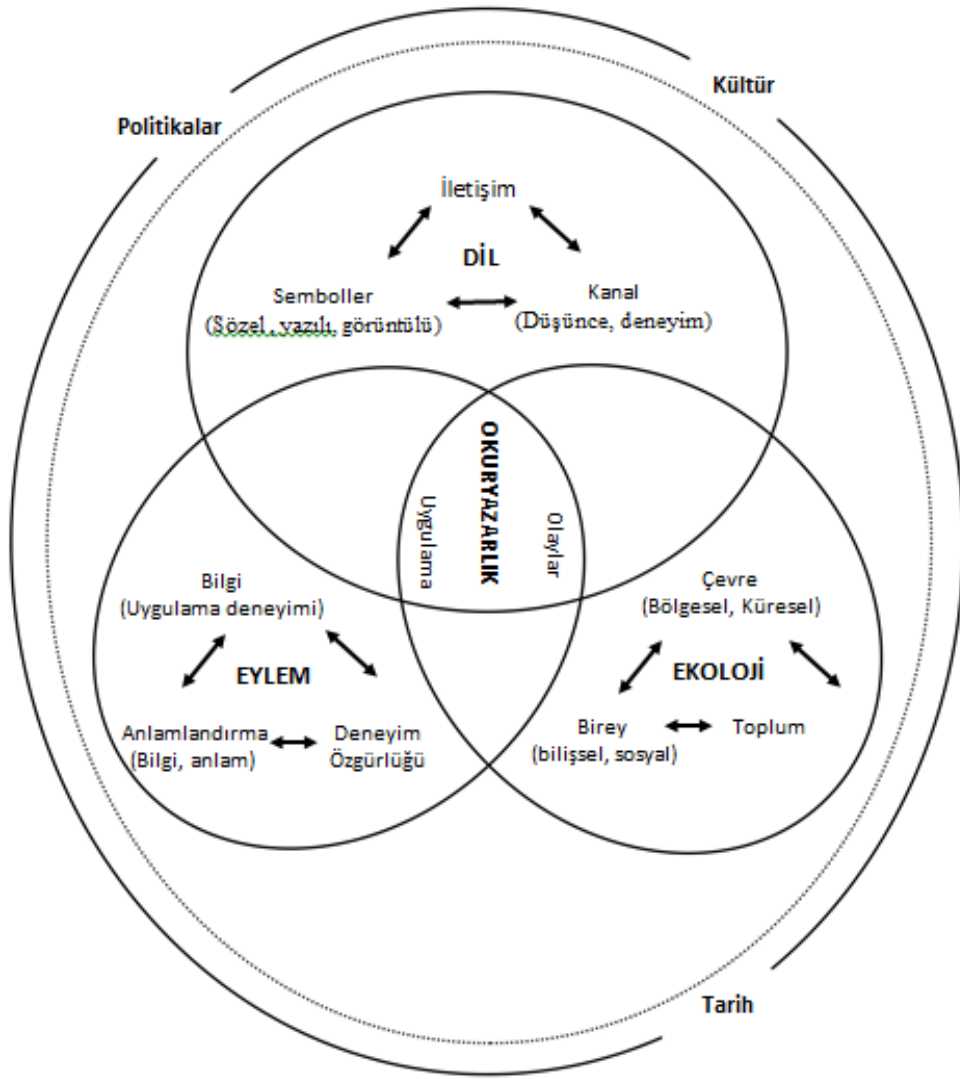 Kültür
Politikalar
İletişim
DİL
Semboller
(Sözel, yazılı, görüntülü)
Kanal
(Düşünce, deneyim)
OKURYAZARLIK
Uygulama
Olaylar
Bilgi
(Uygulama deneyimi)
EYLEM
Anlamlandırma
(Bilgi, anlam)
Deneyim
Özgürlüğü
Çevre
(Bölgesel, Küresel)
EKOLOJİ
Birey
(bilişsel, sosyal)
Toplum
Tarih